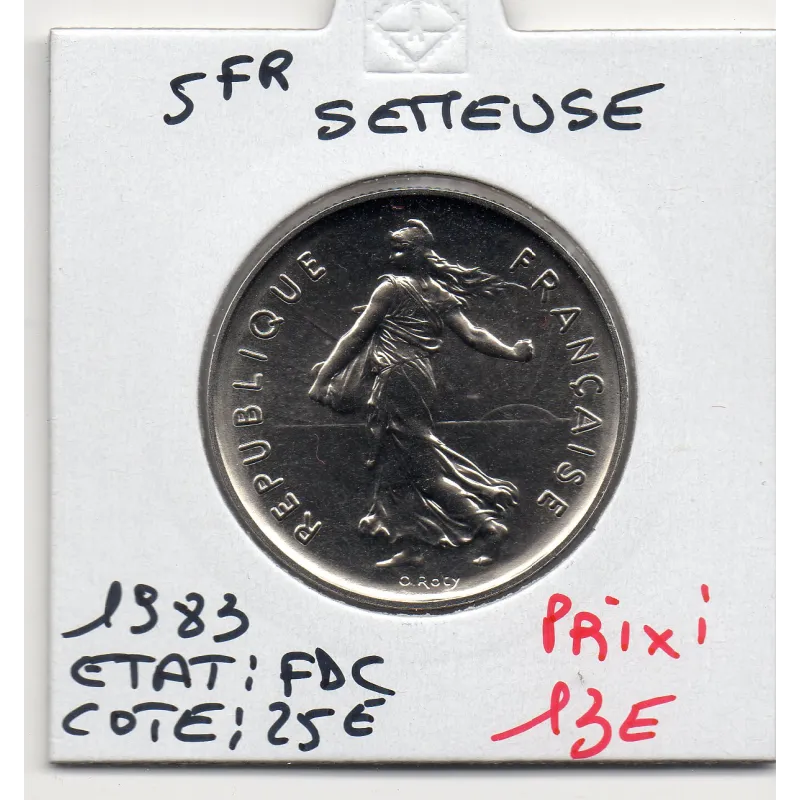 5 FR
SEMEUSE
REPUBLIQUE FRANÇAISE
O. ROTY
1983
ETAT: FDC
COTE: 25E
PRIX:
13E